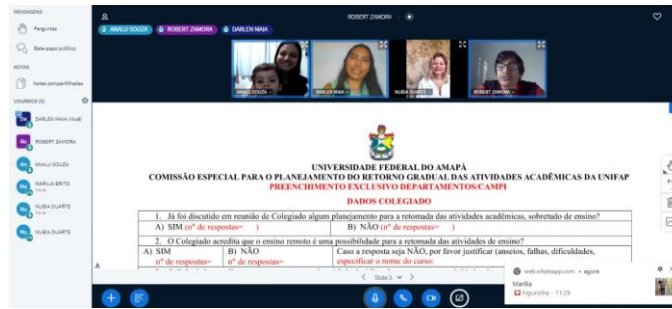 MENSAGENS
Perguntas
Bate-papo público
NOTAS
Notas compartilhadas
USUÁRIOS (6)
DARLEN MAIA (Você)
ROBERT ZAMORA
ANALU SOUZA
MARILIA BRITO
NUBIA DUARTE
NUBIA DUARTE
ROBERT ZAMORA
ANALU SOUZA
ROBERT ZAMORA
DARLEN MAIA
ANALU SOUZA
DARLEN MAIA
NUBIA DUARTE
ROBERT ZAMORA
UNIVERSIDADE FEDERAL DO AMAPÁ
COMISSÃO ESPECIAL PARA O PLANEJAMENTO DO RETORNO GRADUAL DAS ATIVIDADES ACADÊMICAS DA UNIFAP
PREENCHIMENTO EXCLUSIVO DEPARTAMENTOS/CAMPI
DADOS COLEGIADO
1. Já foi discutido em reunião de Colegiado algum planejamento para a retomada das atividades acadêmicas, sobretudo de ensino?
A) SIM (nº de respostas= )
B) NÃO (nº de respostas= )
2. O Colegiado acredita que o ensino remoto é uma possibilidade para a retomada das atividades de ensino?
A) SIM
nº de respostas=
B) NÃO
nº de respostas=
Caso a resposta seja NÃO, por favor justificar (anseios, falhas, dificuldades,
especificar o nome do curso:
Slide 5
web.whatsapp.com • agora
Marília
Figurinha - 11:29